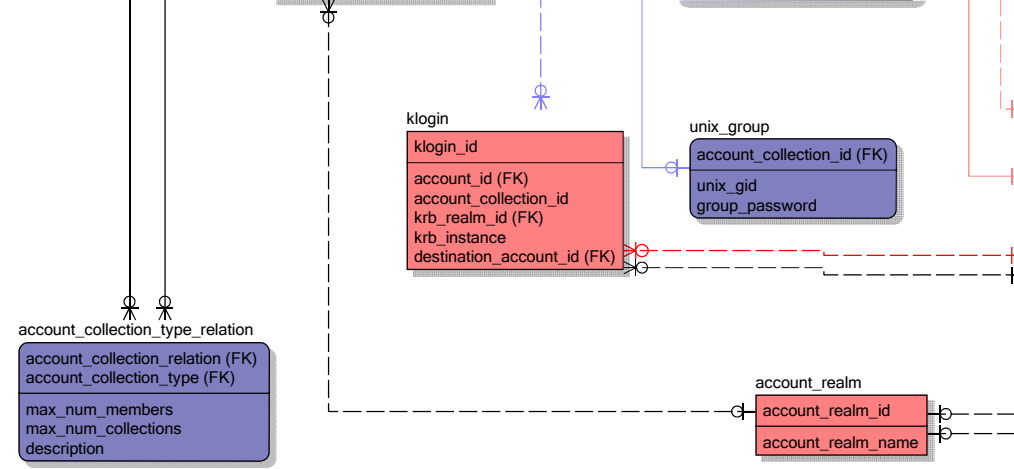 klogin
klogin_id
account_id (FK)
account_collection_id
krb_realm_id (FK)
krb_instance
destination_account_id (FK)
unix_group
account_collection_id (FK)
unix_gid
group_password
account_collection_type_relation
account_collection_relation (FK)
account_collection_type (FK)
max_num_members
max_num_collections
description
account_realm
account_realm_id
account_realm_name